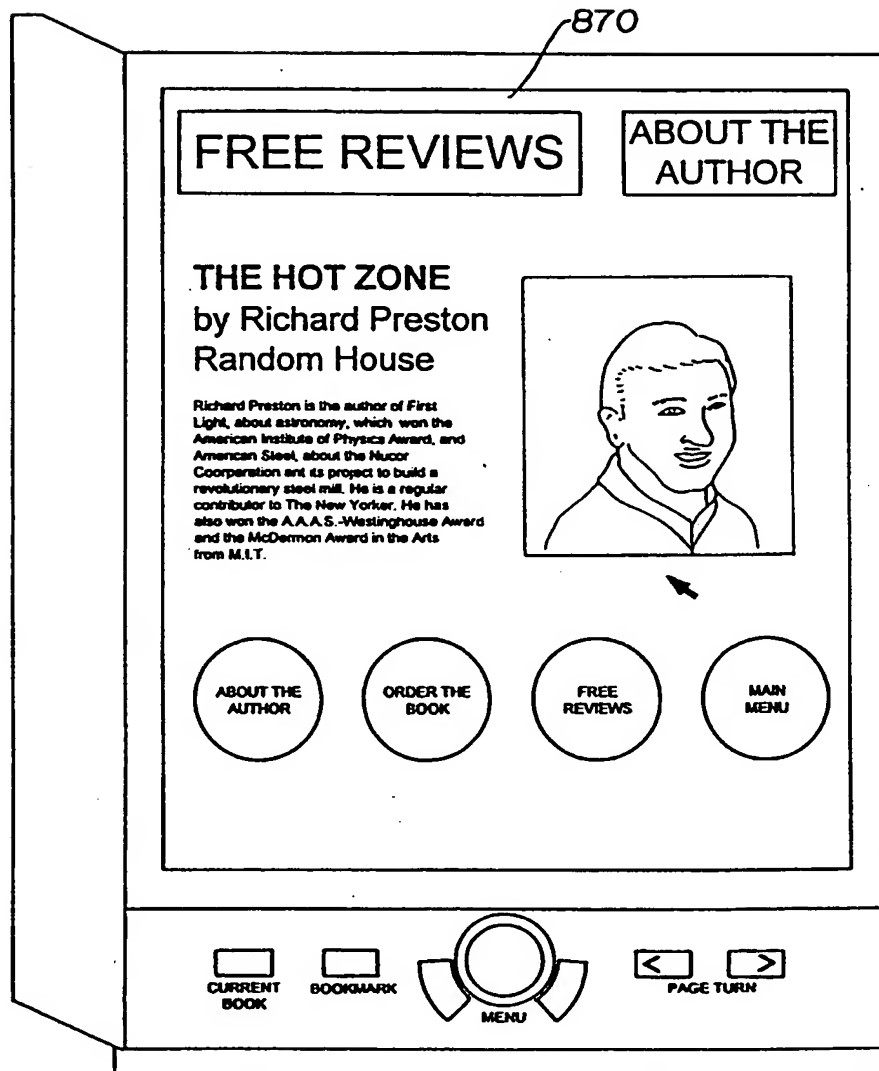 870
FREE REVIEWS
ABOUT THE
AUTHOR
THE HOT ZONE
by Richard Preston
Random House
Richard Preston is the author of First
Light, about astronomy, which won the
American Institute of Physics Award, and
American Steel, about the Nucor
Coorperation ant its project to build a
revolutionary steel mill. He is a regular
contributor to The New Yorker. He has
also won the A.A.A.S.-Westinghouse Award
and the McDermon Award in the Arts
from M.I.T.
ABOUT THE
AUTHOR
ORDER THE
BOOK
FREE
REVIEWS
MAIN
MENU
CURRENT
BOOK
BOOKMARK
MENU
< >
PAGE TURN